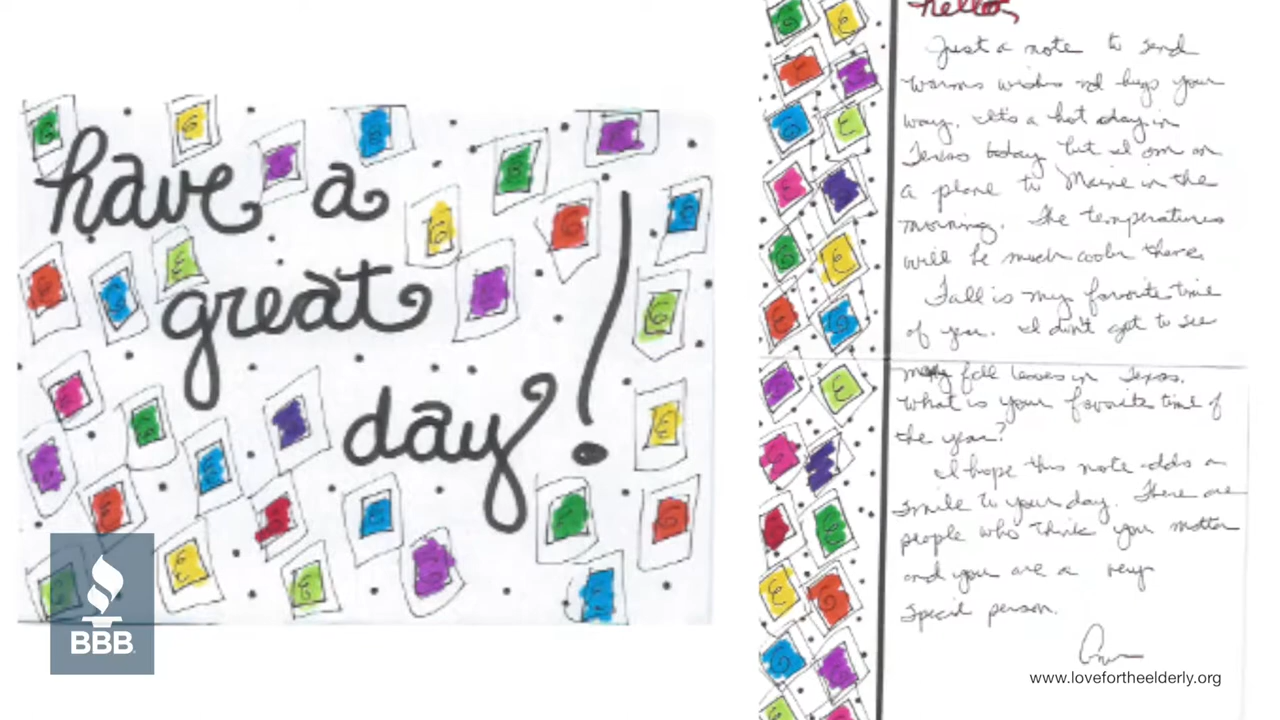 have a
great
day!
BBB
hello,
Just a note to send
warm wishes and hugs your
way. It's a hot day in
Texas today but I am on
a plane to Maine in the
morning. The temperatures
will be much cooler there.
Fall is my favorite time
of year. I don't get to see
many fall leaves in Texas.
What is your favorite time of
the year?
I hope this note adds a
smile to your day. There are
people who think you matter
and you are a very
special person.
www.lovefortheelderly.org